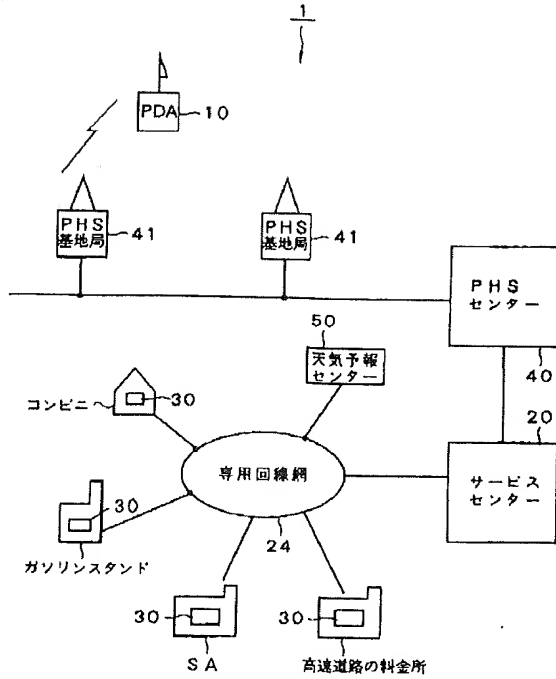 1
PDA
10
PHS
基地局
41
PHS
基地局
41
PHS
センター
40
50
天気予報
センター
20
コンビニ
30
専用回線網
サービス
センター
30
24
ガソリンスタンド
30
30
SA
高速道路の料金所